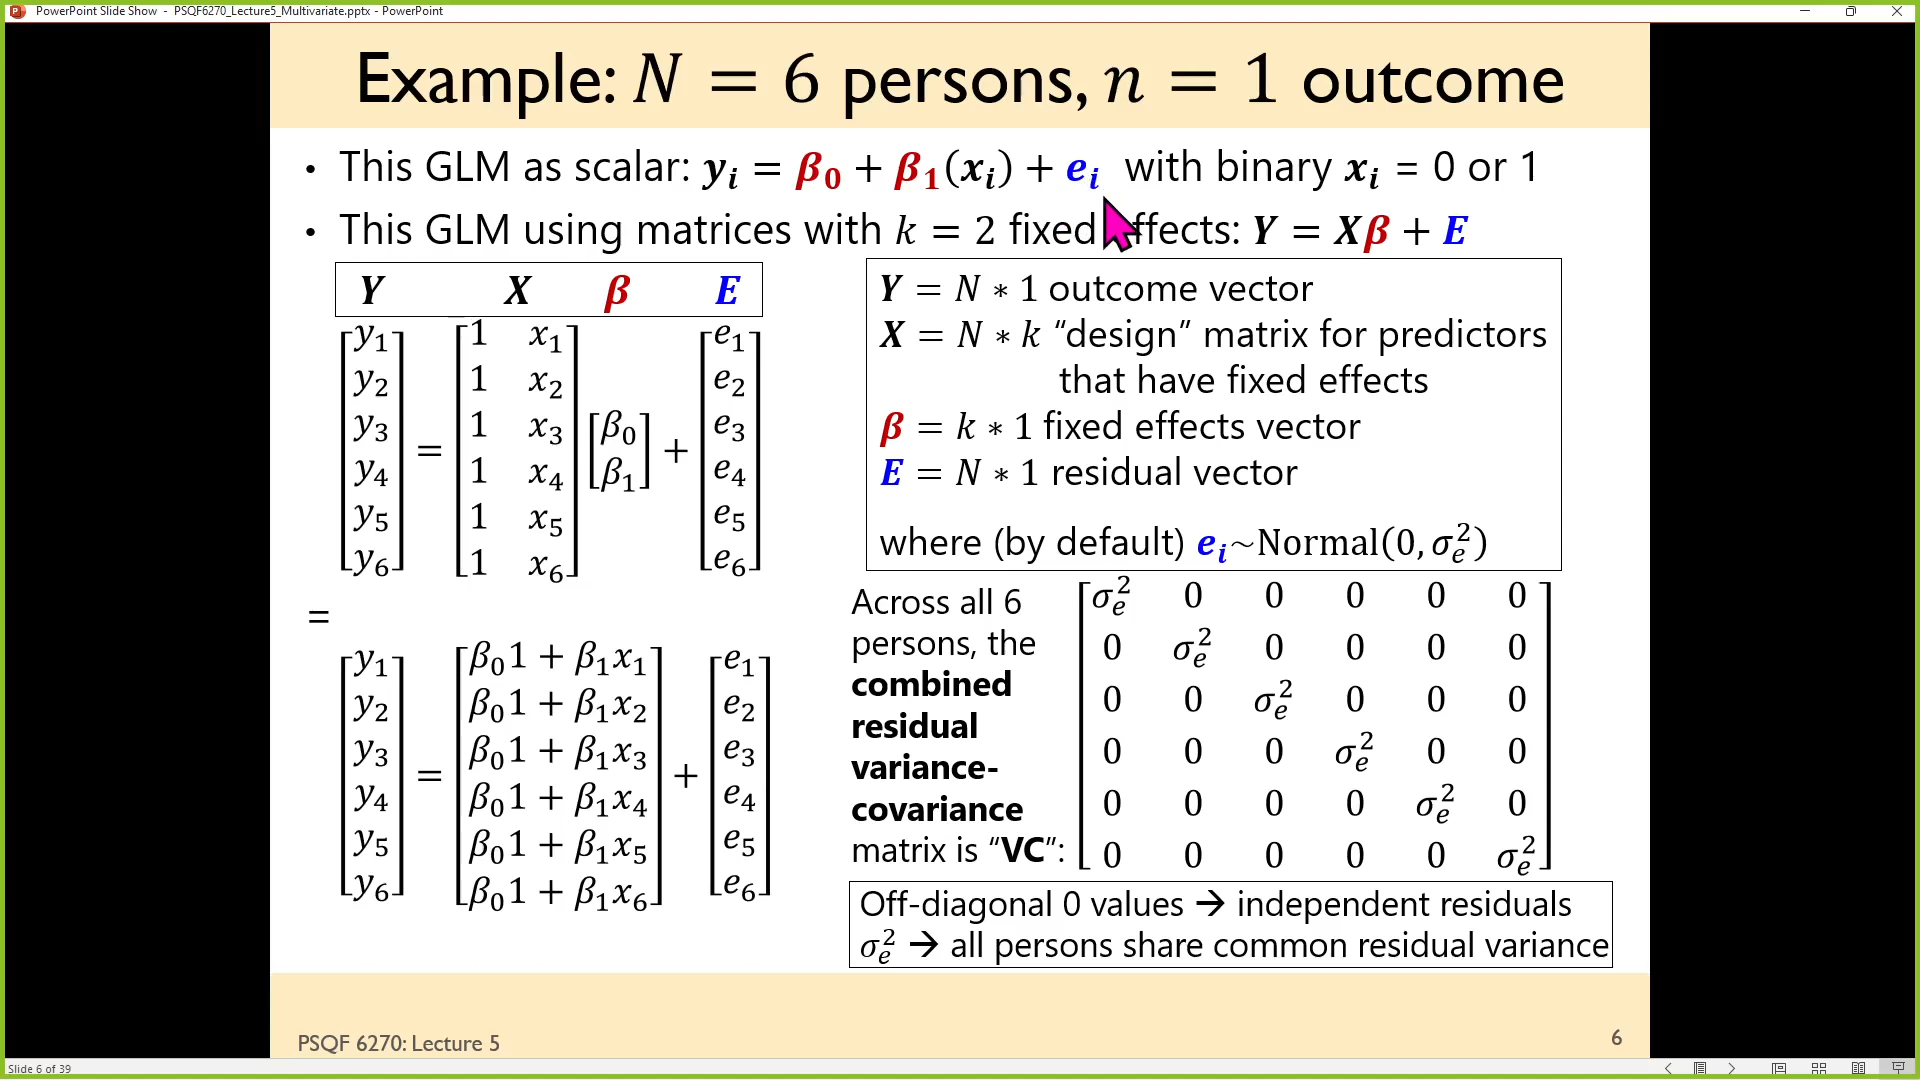 PowerPoint Slide Show - PSQF6270_Lecture5_Multivariate.pptx - PowerPoint
Example: N = 6 persons, n = 1 outcome
• This GLM as scalar: yᵢ = β₀ + β₁(xᵢ) + eᵢ with binary xᵢ = 0 or 1
• This GLM using matrices with k = 2 fixed effects: Y = Xβ + E
Y X β E
[y₁ y₂ y₃ y₄ y₅ y₆] = [1 x₁ 1 x₂ 1 x₃ 1 x₄ 1 x₅ 1 x₆] [β₀ β₁] + [e₁ e₂ e₃ e₄ e₅ e₆]
=
[y₁ y₂ y₃ y₄ y₅ y₆] = [β₀1 + β₁x₁ β₀1 + β₁x₂ β₀1 + β₁x₃ β₀1 + β₁x₄ β₀1 + β₁x₅ β₀1 + β₁x₆] + [e₁ e₂ e₃ e₄ e₅ e₆]
Y = N ∗ 1 outcome vector
X = N ∗ k “design” matrix for predictors
that have fixed effects
β = k ∗ 1 fixed effects vector
E = N ∗ 1 residual vector
where (by default) eᵢ~Normal(0, σₑ²)
Across all 6
persons, the
combined
residual
variance-
covariance
matrix is “VC”:
σₑ² 0 0 0 0 0
0 σₑ² 0 0 0 0
0 0 σₑ² 0 0 0
0 0 0 σₑ² 0 0
0 0 0 0 σₑ² 0
0 0 0 0 0 σₑ²
Off-diagonal 0 values → independent residuals
σₑ² → all persons share common residual variance
PSQF 6270: Lecture 5
6
Slide 6 of 39